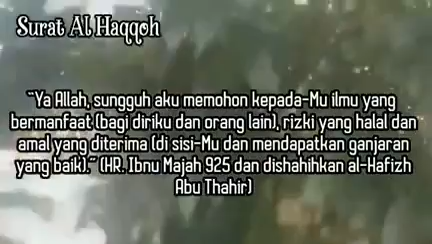 Surat Al Haqqoh
"Ya Allah, sungguh aku memohon kepada-Mu ilmu yang
bermanfaat (bagi diriku dan orang lain), rizki yang halal dan
amal yang diterima (di sisi-Mu dan mendapatkan ganjaran
yang baik)." (HR. Ibnu Majah 925 dan dishahihkan al-Hafizh
Abu Thahir)